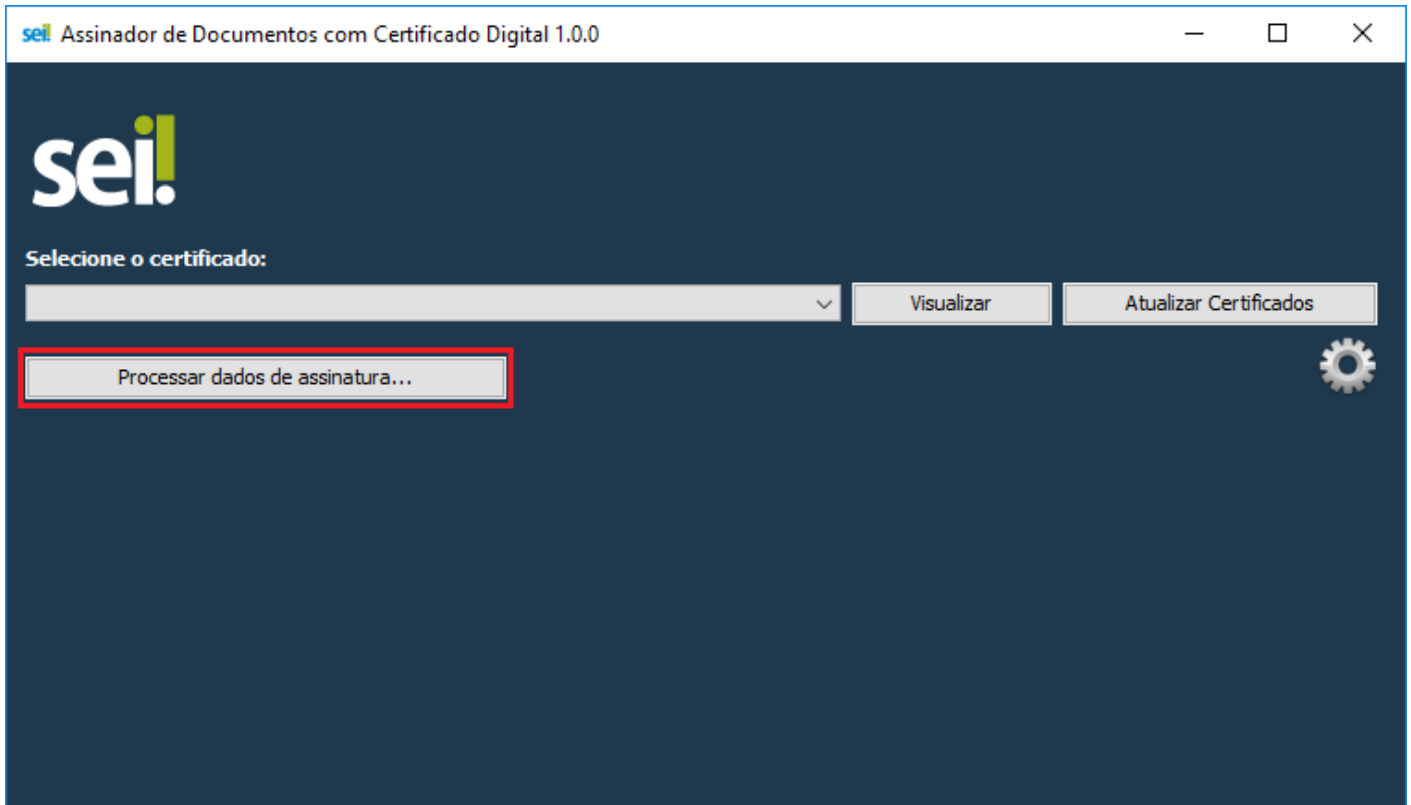 sei! Assinador de Documentos com Certificado Digital 1.0.0
sei!
Selecione o certificado:
Visualizar
Atualizar Certificados
Processar dados de assinatura...